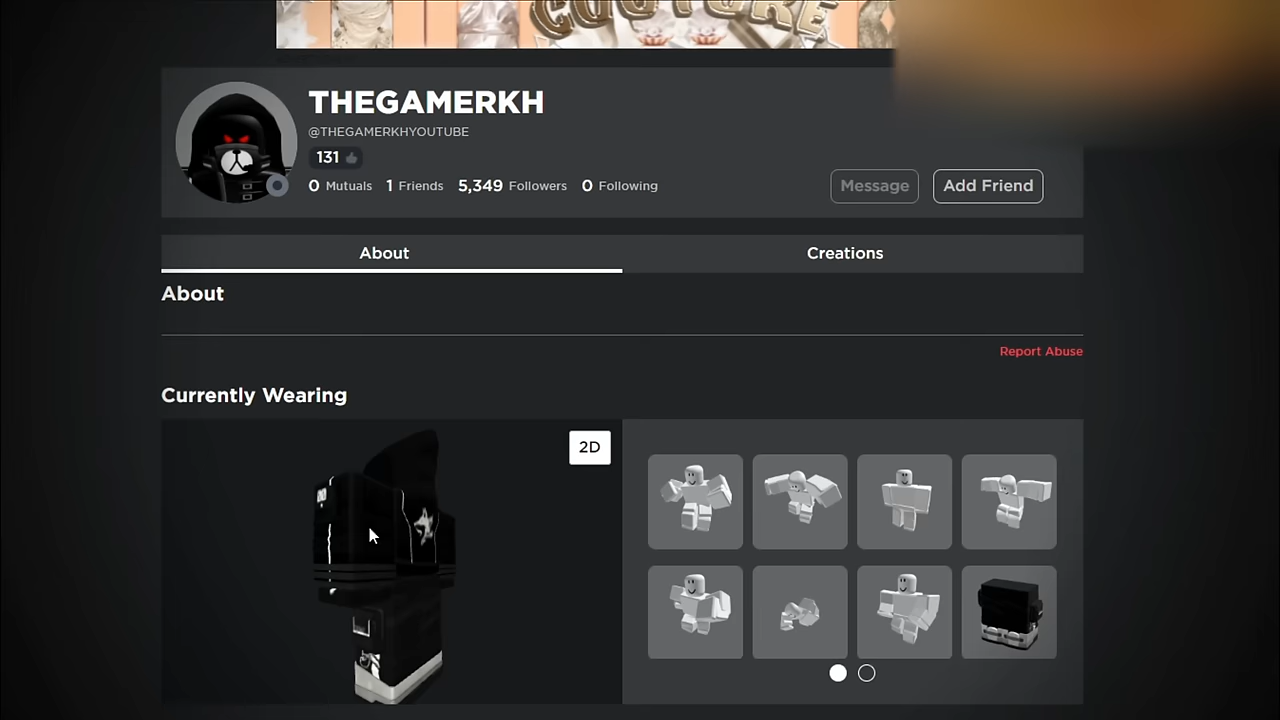 COUTURE
THEGAMERKH
@THEGAMERKHYOUTUBE
131
0 Mutuals 1 Friends 5,349 Followers 0 Following
Message Add Friend
About Creations
About
Report Abuse
Currently Wearing
2D